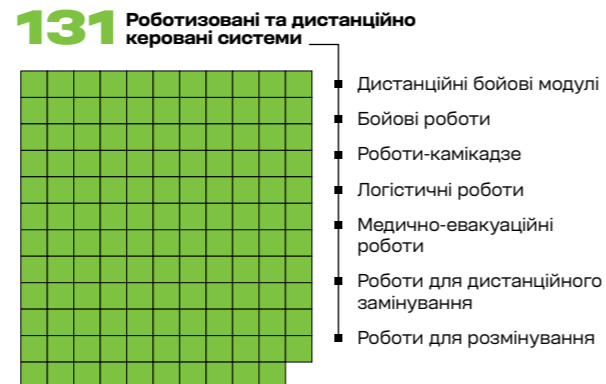 131 Роботизовані та дистанційно
керовані системи
Дистанційні бойові модулі
Бойові роботи
Роботи-камікадзе
Логістичні роботи
Медично-евакуаційні
роботи
Роботи для дистанційного
замінування
Роботи для розмінування